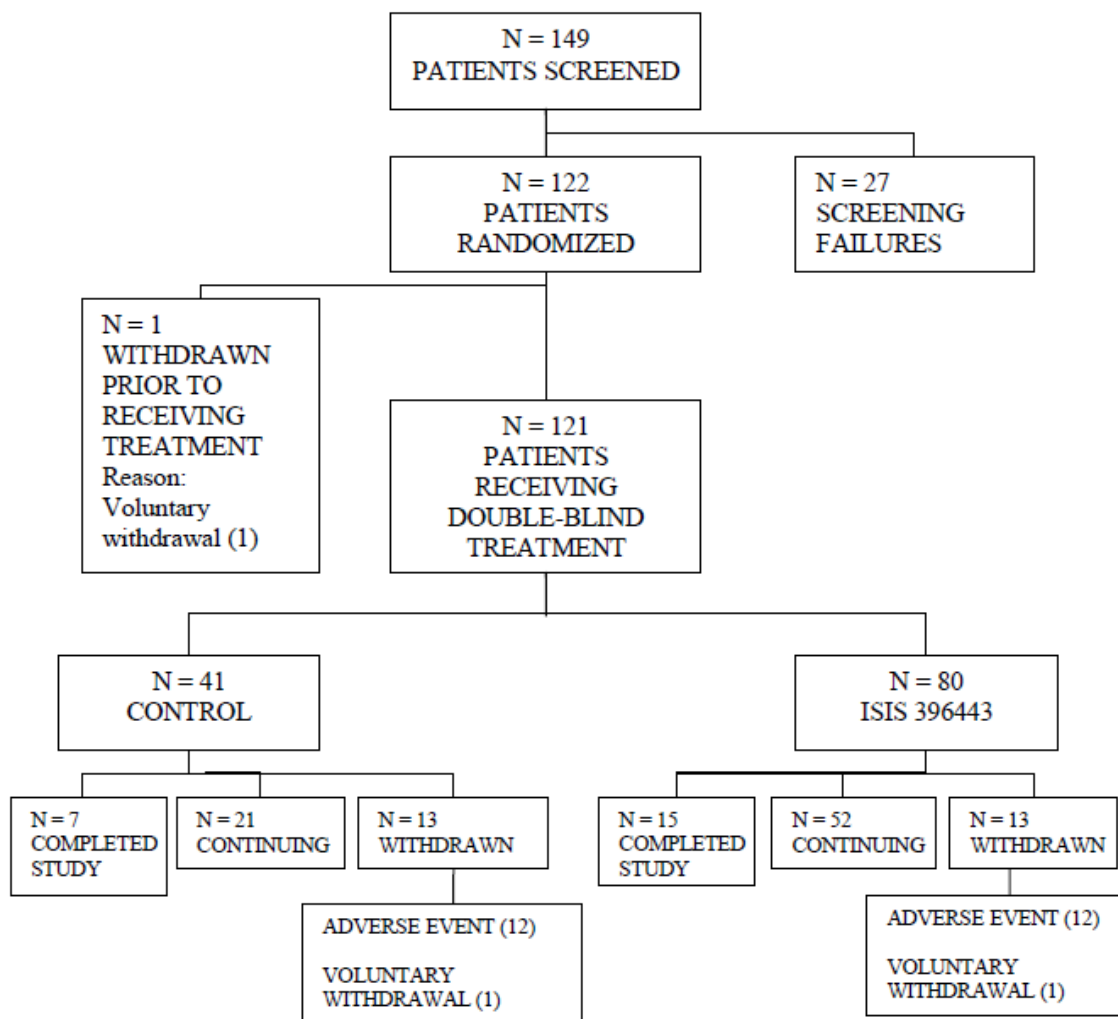 N = 149
PATIENTS SCREENED
N = 122
PATIENTS
RANDOMIZED
N = 27
SCREENING
FAILURES
N = 1
WITHDRAWN
PRIOR TO
RECEIVING
TREATMENT
Reason:
Voluntary
withdrawal (1)
N = 121
PATIENTS
RECEIVING
DOUBLE-BLIND
TREATMENT
N = 41
CONTROL
N = 80
ISIS 396443
N = 7
COMPLETED
STUDY
N = 21
CONTINUING
N = 13
WITHDRAWN
N = 15
COMPLETED
STUDY
N = 52
CONTINUING
N = 13
WITHDRAWN
ADVERSE EVENT (12)
VOLUNTARY
WITHDRAWAL (1)
ADVERSE EVENT (12)
VOLUNTARY
WITHDRAWAL (1)